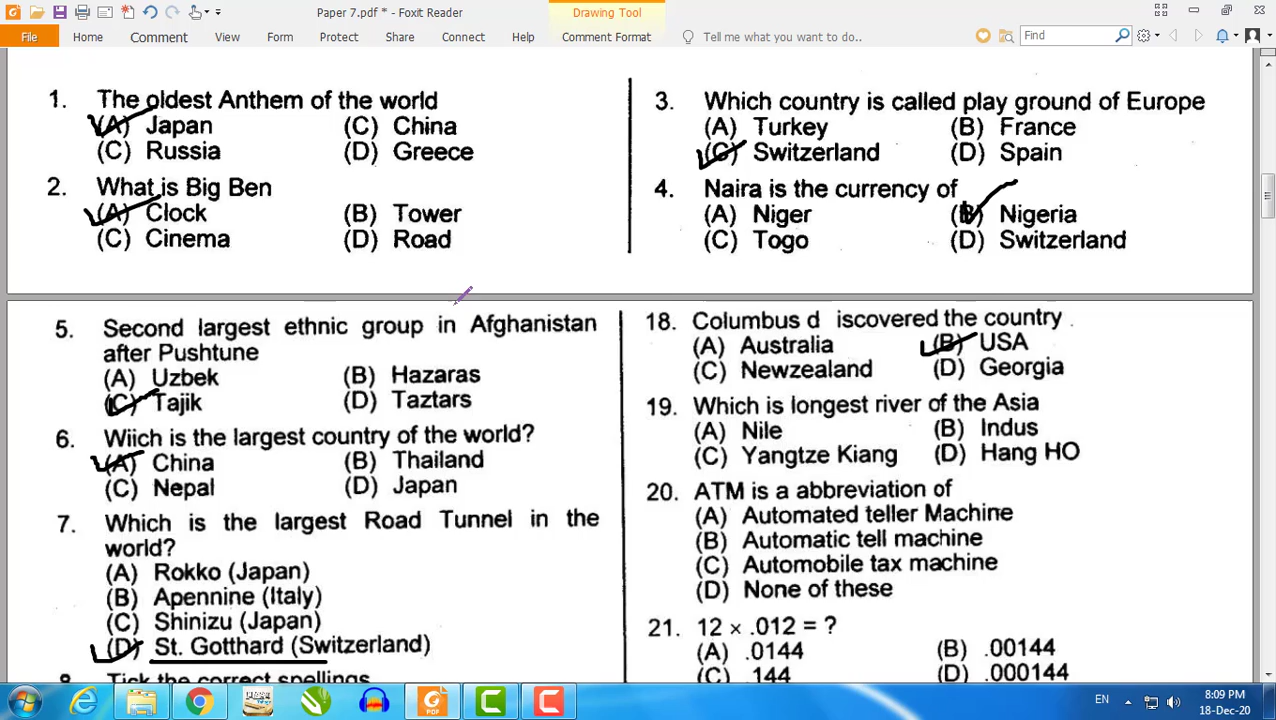 Paper 7.pdf * - Foxit Reader
Drawing Tool
File Home Comment View Form Protect Share Connect Help Comment Format Tell me what you want to do.. Find
1. The oldest Anthem of the world
(A) Japan (C) China
(C) Russia (D) Greece
2. What is Big Ben
(A) Clock (B) Tower
(C) Cinema (D) Road
3. Which country is called play ground of Europe
(A) Turkey (B) France
(C) Switzerland (D) Spain
4. Naira is the currency of
(A) Niger (B) Nigeria
(C) Togo (D) Switzerland
5. Second largest ethnic group in Afghanistan
after Pushtune
(A) Uzbek (B) Hazaras
(C) Tajik (D) Taztars
6. Wiich is the largest country of the world?
(A) China (B) Thailand
(C) Nepal (D) Japan
7. Which is the largest Road Tunnel in the
world?
(A) Rokko (Japan)
(B) Apennine (Italy)
(C) Shinizu (Japan)
(D) St. Gotthard (Switzerland)
8. Tick the correct spellings
18. Columbus d iscovered the country .
(A) Australia (B) USA
(C) Newzealand (D) Georgia
19. Which is longest river of the Asia
(A) Nile (B) Indus
(C) Yangtze Kiang (D) Hang HO
20. ATM is a abbreviation of
(A) Automated teller Machine
(B) Automatic tell machine
(C) Automobile tax machine
(D) None of these
21. 12 × .012 = ?
(A) .0144 (B) .00144
(C) .144 (D) .000144
EN 8:09 PM
18-Dec-20